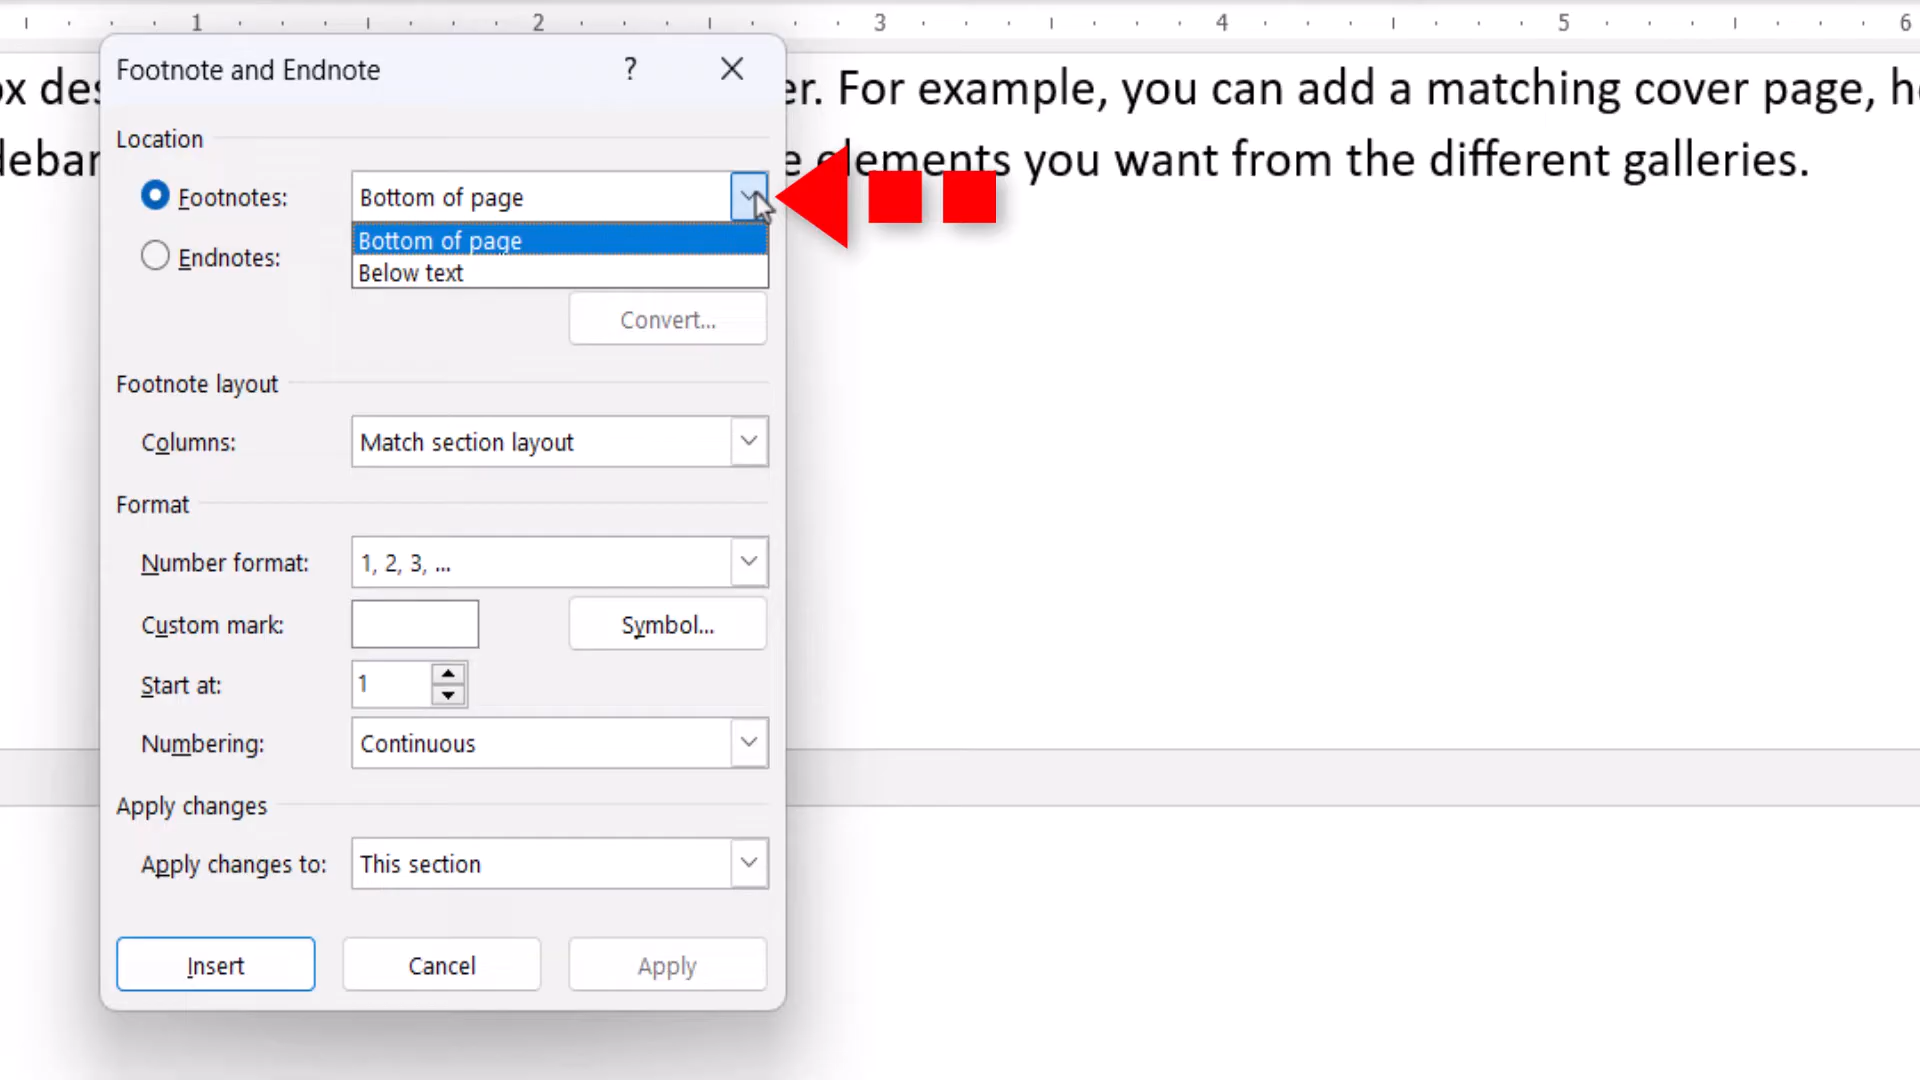 1 2 3 4 5 6
Footnote and Endnote ? 
For example, you can add a matching cover page,
elements you want from the different galleries.
Location
Footnotes: Bottom of page
Bottom of page
Below text
Endnotes:
Convert...
Footnote layout
Columns: Match section layout
Format
Number format: 1, 2, 3, ...
Custom mark: Symbol...
Start at: 1
Numbering: Continuous
Apply changes
Apply changes to: This section
Insert Cancel Apply